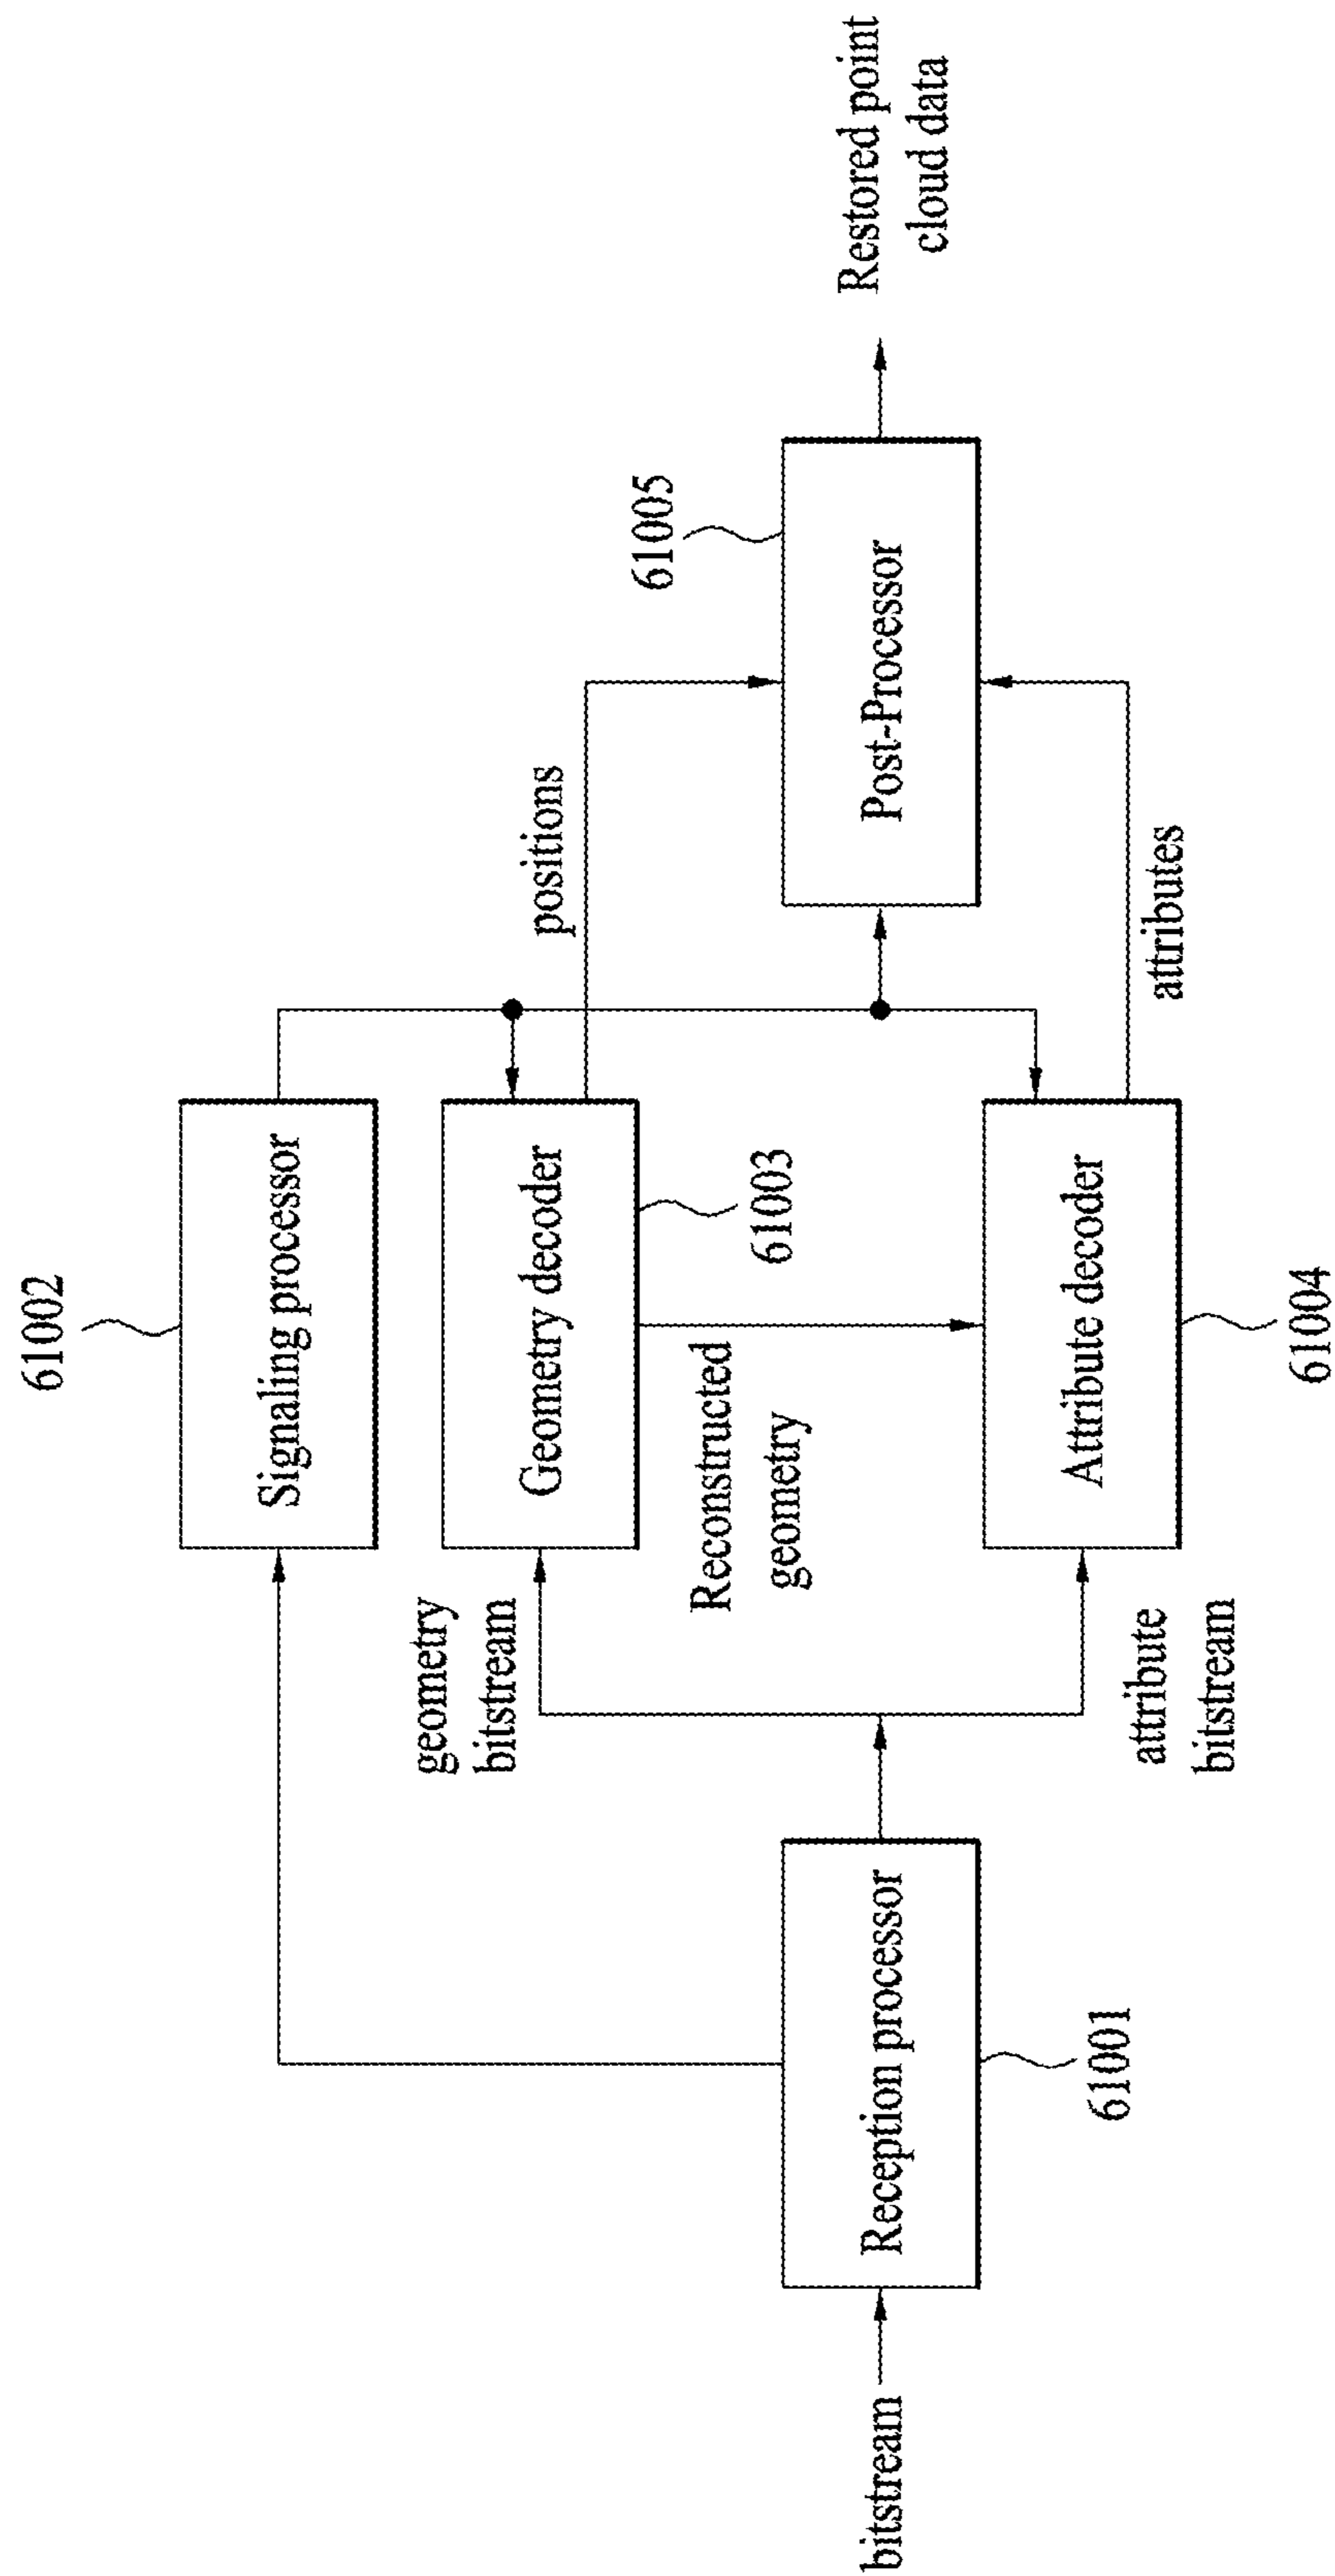 bitstream
Reception processor
61001
61002
Signaling processor
geometry
bitstream
Geometry decoder
61003
Reconstructed
geometry
attribute
bitstream
Attribute decoder
61004
positions
attributes
61005
Post-Processor
Restored point
cloud data